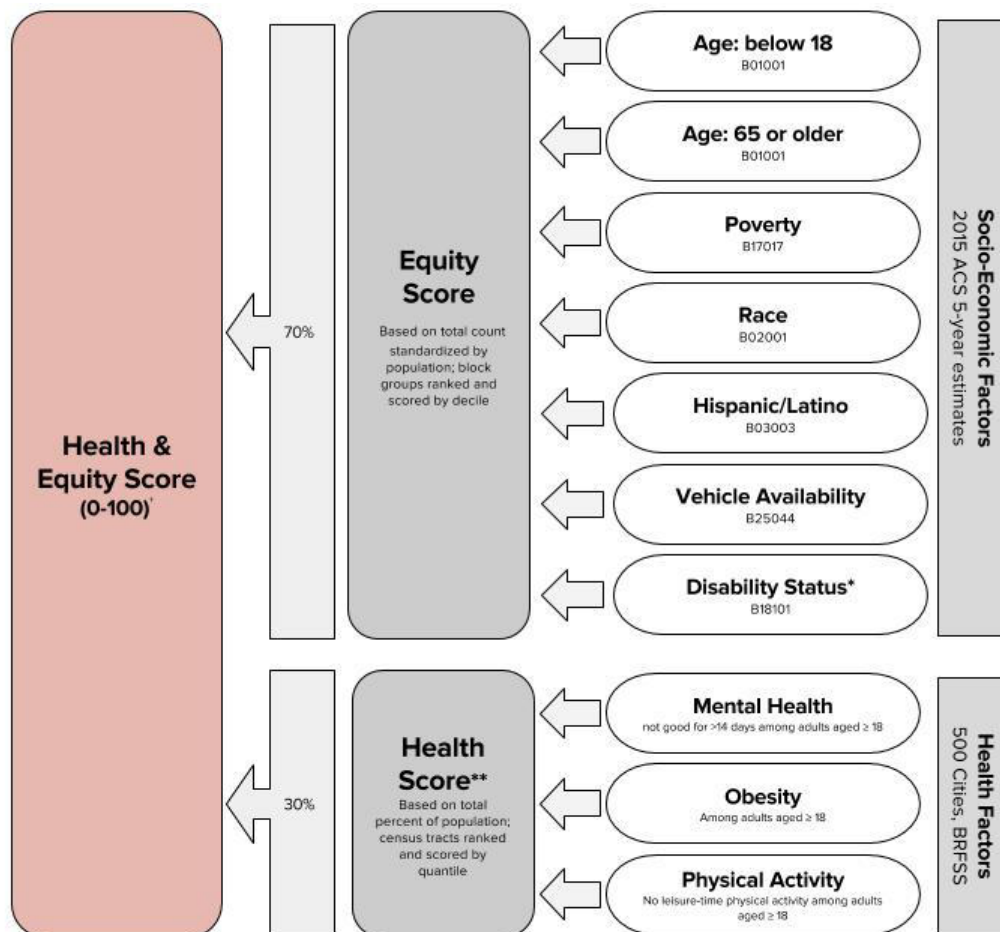 Health &
Equity Score
(0-100)†
70%
30%
Equity
Score
Based on total count
standardized by
population; block
groups ranked and
scored by decile
Health
Score**
Based on total
percent of population;
census tracts ranked
and scored by
quantile
Age: below 18
B01001
Age: 65 or older
B01001
Poverty
B17017
Race
B02001
Hispanic/Latino
B03003
Vehicle Availability
B25044
Disability Status*
B18101
Mental Health
not good for >14 days among adults aged ≥ 18
Obesity
Among adults aged ≥ 18
Physical Activity
No leisure-time physical activity among adults
aged ≥ 18
Socio-Economic Factors
2015 ACS 5-year estimates
Health Factors
500 Cities, BRFSS